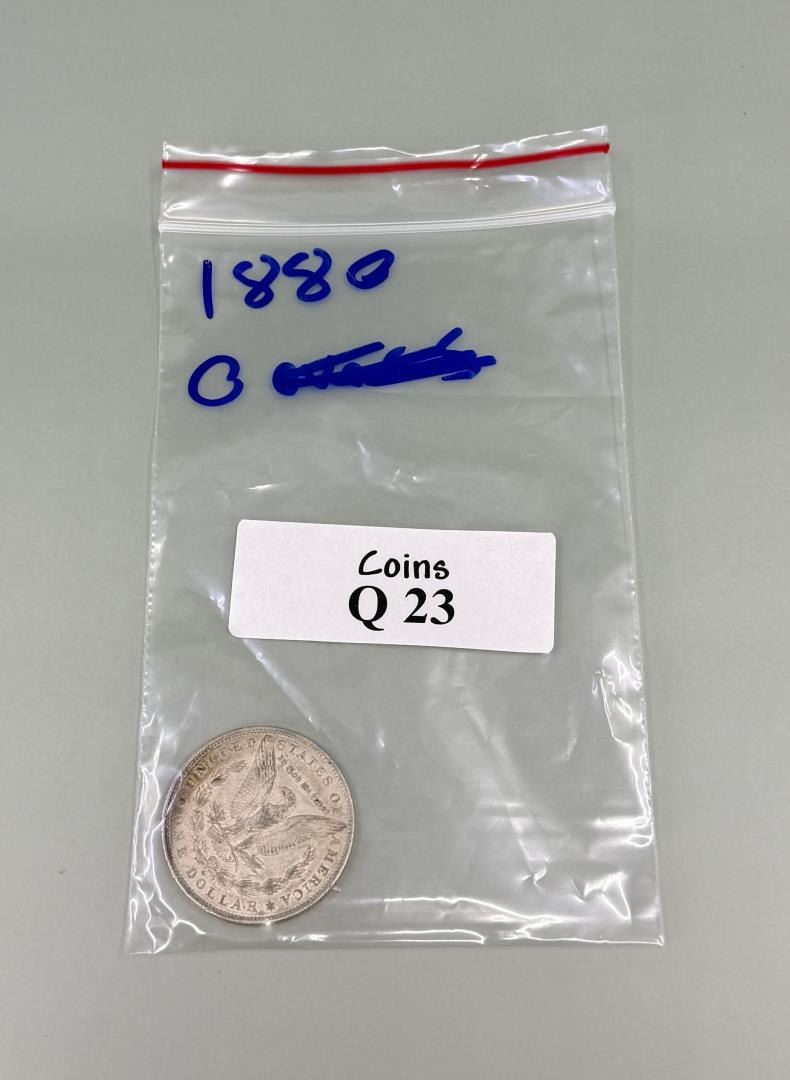 1880
O
Coins
Q 23
UNITED STATES OF AMERICA
In God We Trust
ONE DOLLAR